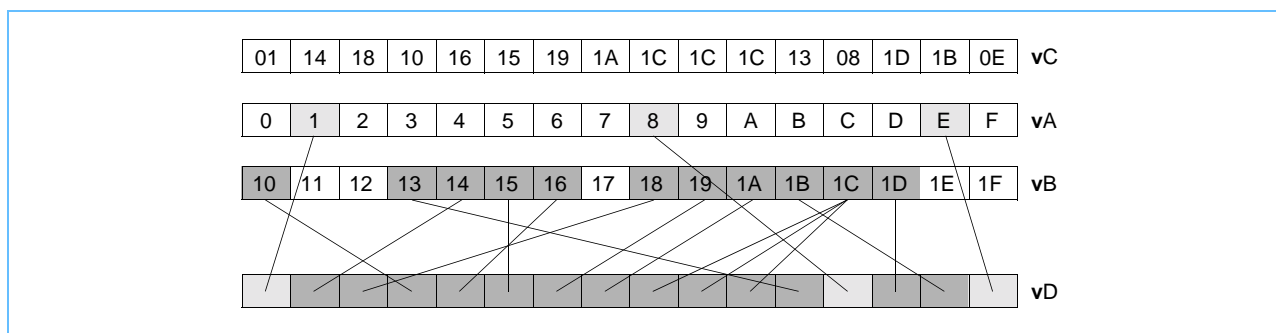 01 14 18 10 16 15 19 1A 1C 1C 1C 13 08 1D 1B 0E vC
0 1 2 3 4 5 6 7 8 9 A B C D E F vA
10 11 12 13 14 15 16 17 18 19 1A 1B 1C 1D 1E 1F vB
vD